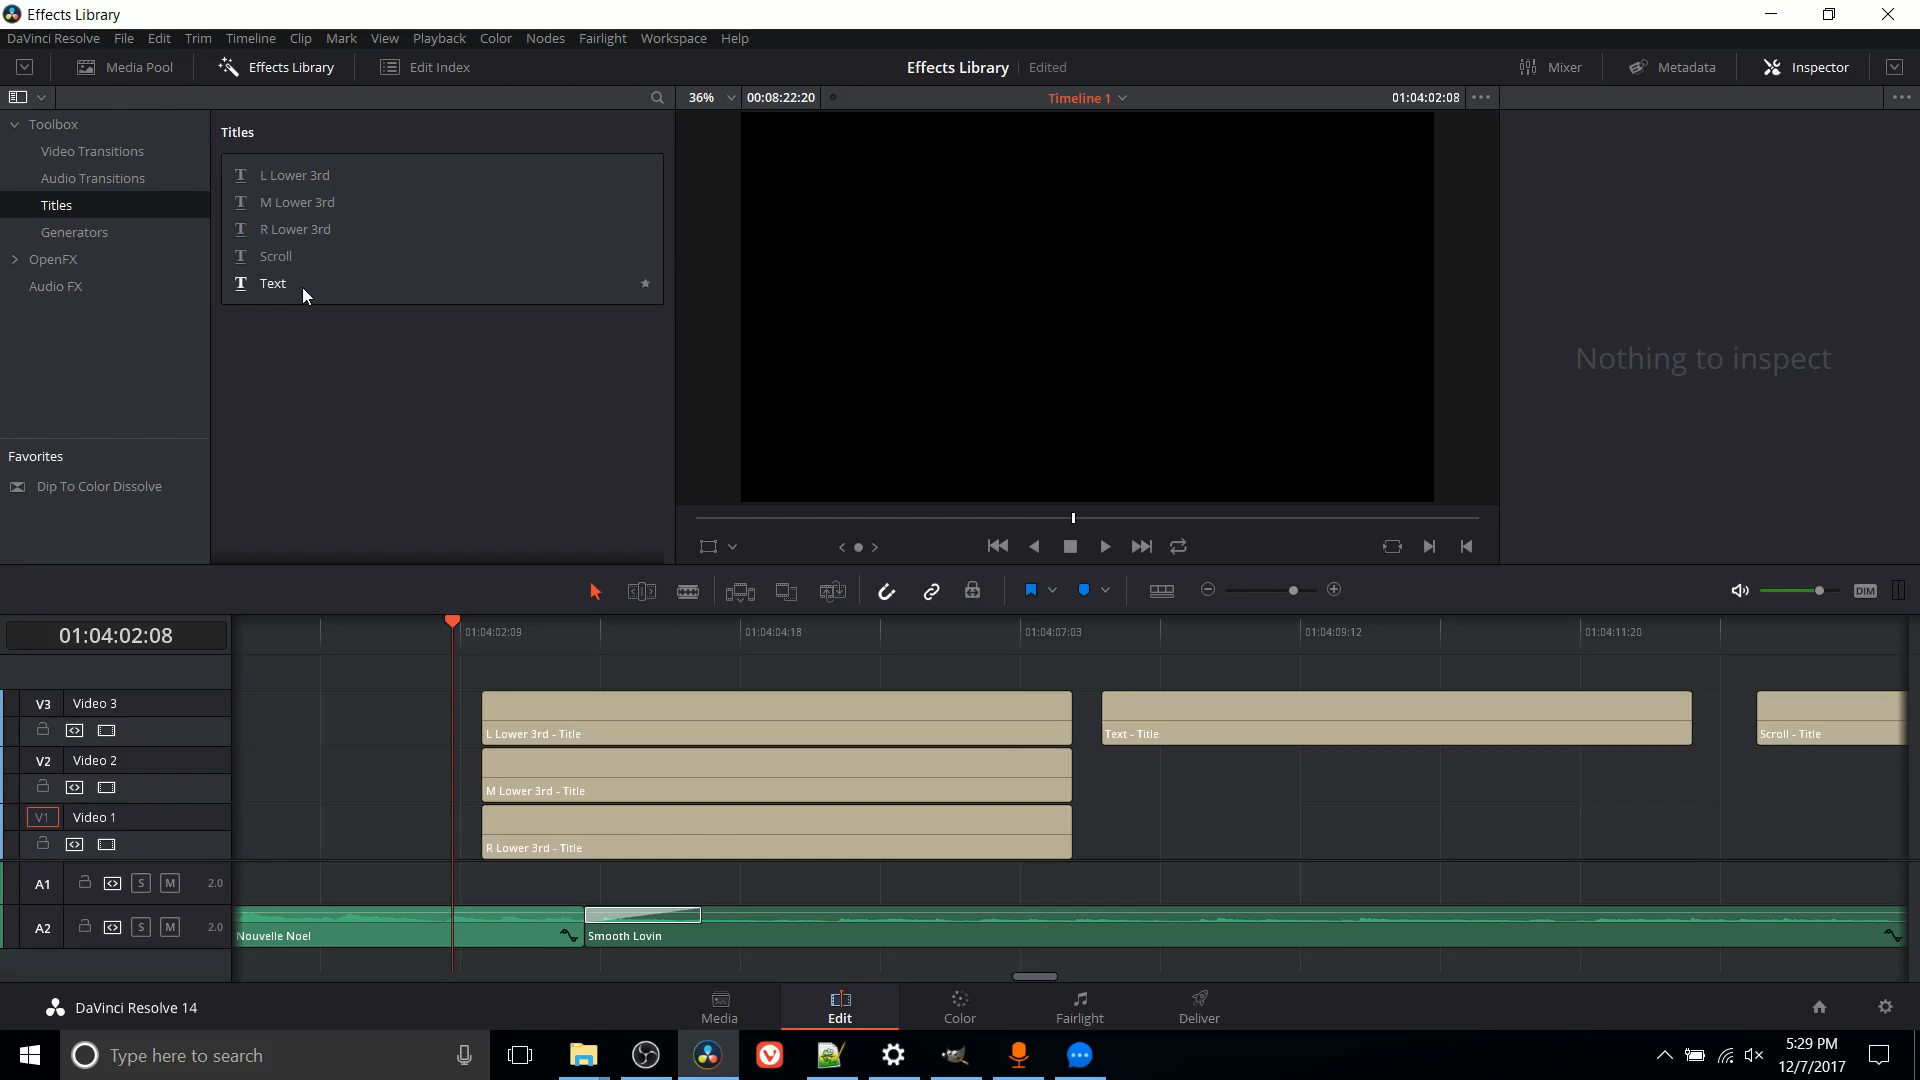 Effects Library
DaVinci Resolve File Edit Trim Timeline Clip Mark View Playback Color Nodes Fairlight Workspace Help
Media Pool Effects Library Edit Index Effects Library Edited Mixer Metadata Inspector
36% 00:08:22:20 Timeline 1 01:04:02:08
Toolbox
Video Transitions
Audio Transitions
Titles
Generators
OpenFX
Audio FX
Favorites
Dip To Color Dissolve
Titles
L Lower 3rd
M Lower 3rd
R Lower 3rd
Scroll
Text
Nothing to inspect
DIM
01:04:02:08
01:04:02:09 01:04:04:18 01:04:07:03 01:04:09:12 01:04:11:20
V3 Video 3
L Lower 3rd - Title Text - Title Scroll - Title
V2 Video 2
M Lower 3rd - Title
V1 Video 1
R Lower 3rd - Title
A1 S M 2.0
A2 S M 2.0
Nouvelle Noel Smooth Lovin
DaVinci Resolve 14
Media Edit Color Fairlight Deliver
Type here to search
5:29 PM
12/7/2017